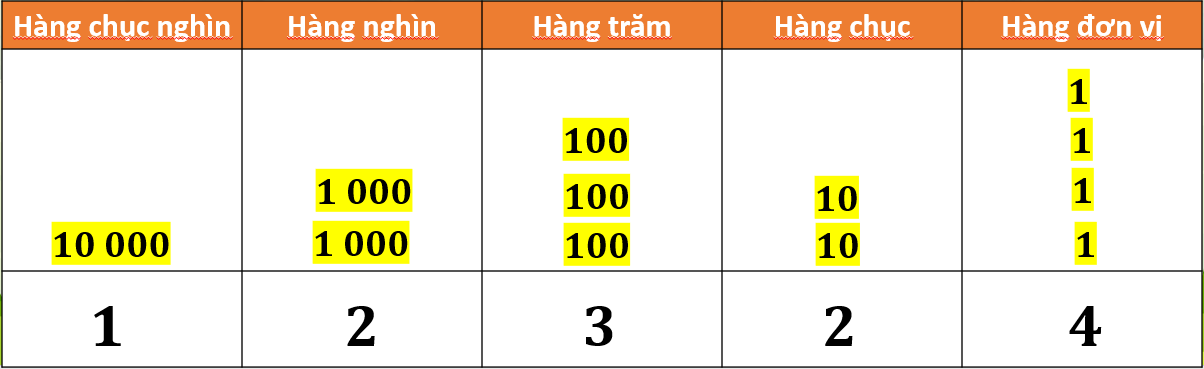 Hàng chục nghìn Hàng nghìn Hàng trăm Hàng chục Hàng đơn vị
1
100 1
1 000 100 10 1
10 000 1 000 100 10 1
1 2 3 2 4